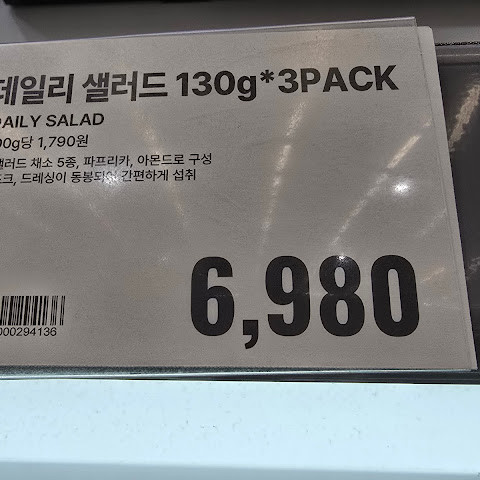 데일리 샐러드 130g*3PACK
DAILY SALAD
00g당 1,790원
샐러드 채소 5종, 파프리카, 아몬드로 구성
드레싱이 동봉되어 간편하게 섭취
6,980
000294136